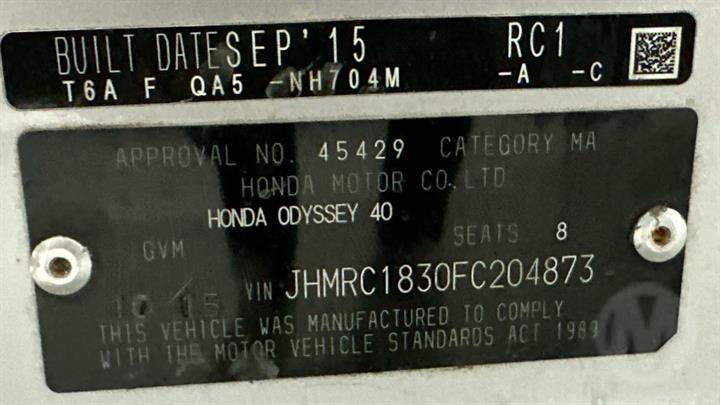 BUILT DATE SEP'15 RC1
T6A F QA5 -NH704M -A -C
APPROVAL NO. 45429 CATEGORY MA
HONDA MOTOR CO., LTD
HONDA ODYSSEY 40
GVM SEATS 8
10 15 VIN JHMRC1830FC204873
THIS VEHICLE WAS MANUFACTURED TO COMPLY
WITH THE MOTOR VEHICLE STANDARDS ACT 1989
M